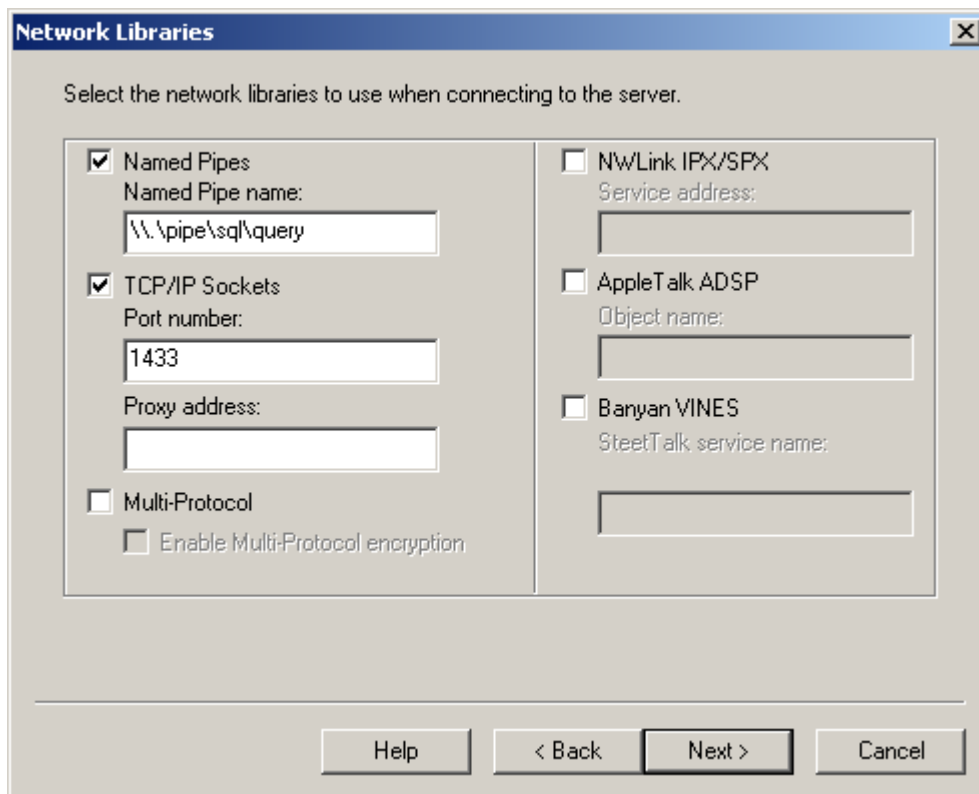 Network Libraries
Select the network libraries to use when connecting to the server.
Named Pipes
Named Pipe name:
\\.\pipe\sql\query
TCP/IP Sockets
Port number:
1433
Proxy address:
Multi-Protocol
Enable Multi-Protocol encryption
NWLink IPX/SPX
Service address:
AppleTalk ADSP
Object name:
Banyan VINES
SteetTalk service name:
Help
< Back
Next >
Cancel